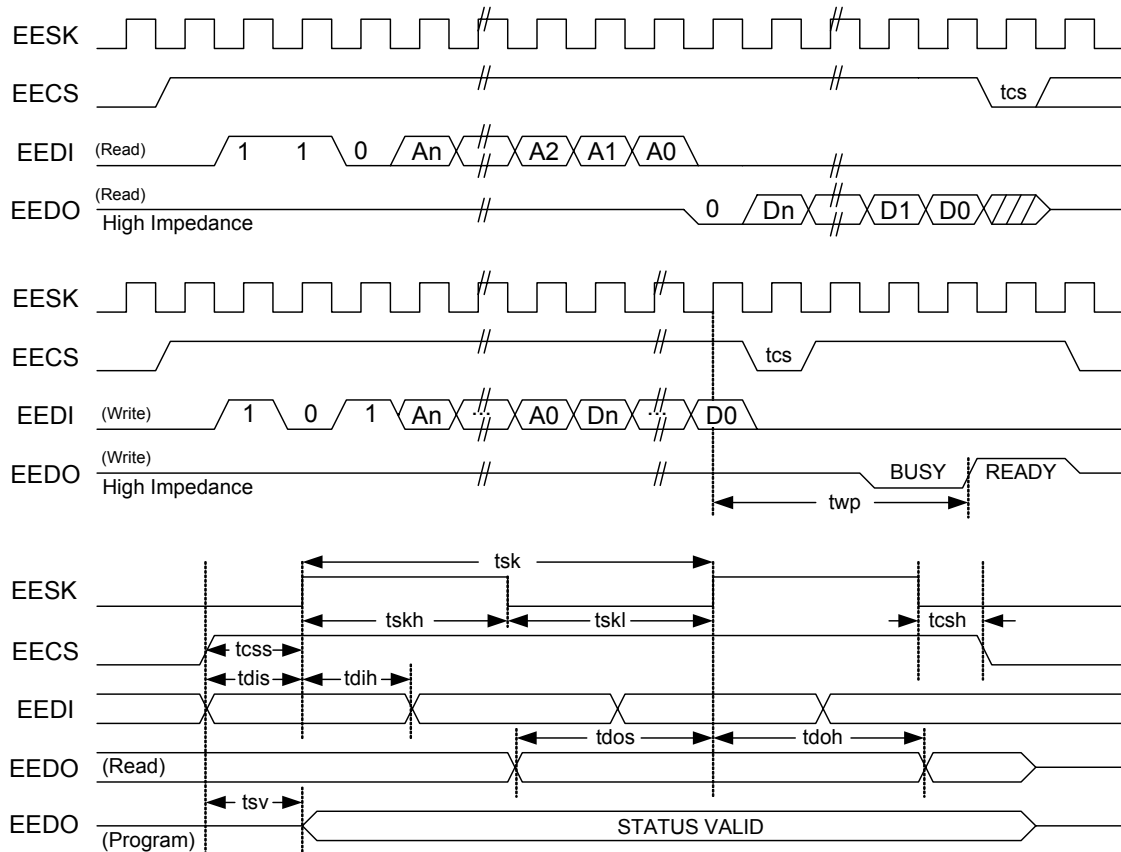 EESK
EECS tcs
EEDI (Read) 1 1 0 An A2 A1 A0
EEDO (Read) High Impedance 0 Dn D1 D0
EESK
EECS tcs
EEDI (Write) 1 0 1 An ... A0 Dn ... D0
EEDO (Write) High Impedance BUSY READY
twp
tsk
EESK
tskh tskl tcsh
EECS tcss
tdis tdih
EEDI
tdos tdoh
EEDO (Read)
tsv
EEDO (Program) STATUS VALID